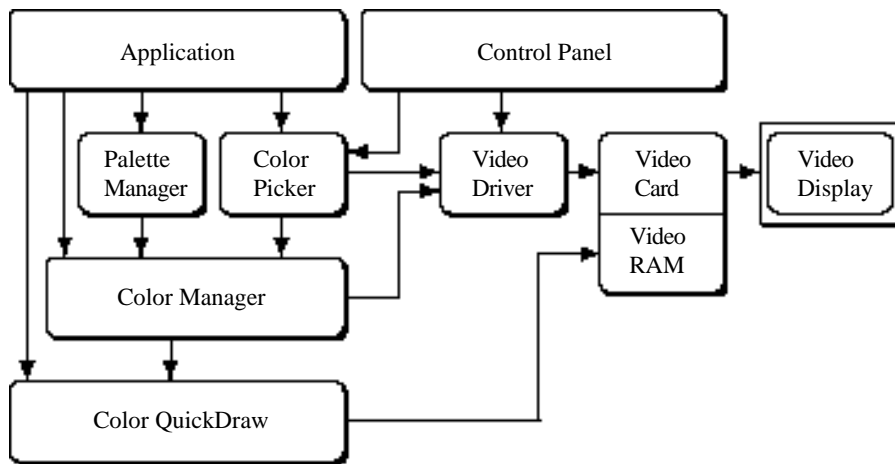 Application
Control Panel
Palette
Manager
Color
Picker
Video
Driver
Video
Card
Video
Display
Video
RAM
Color Manager
Color QuickDraw